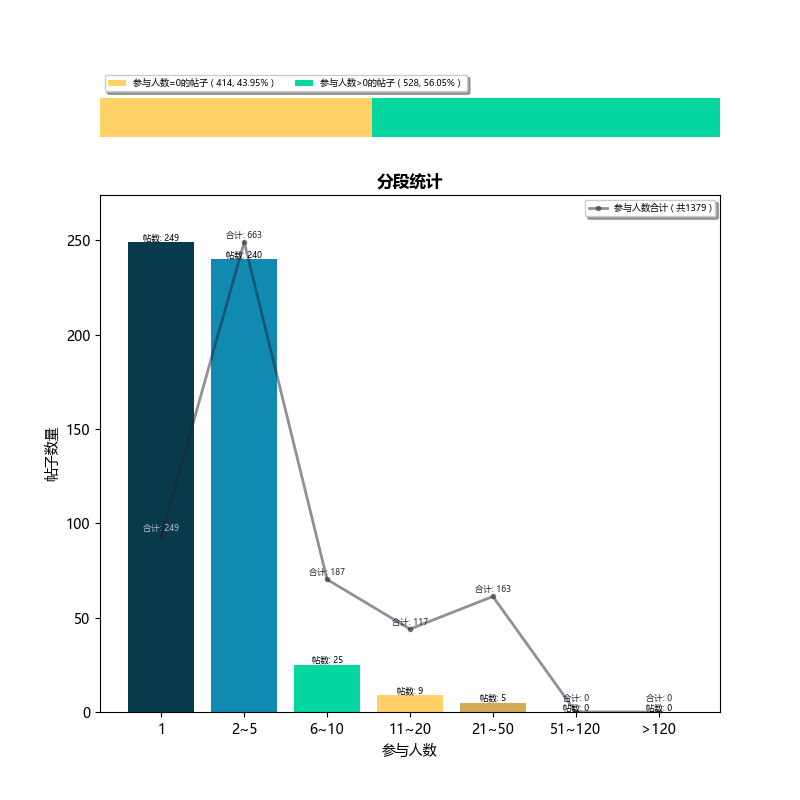 参与人数=0的帖子 ( 414, 43.95% )
参与人数>0的帖子 ( 528, 56.05% )
分段统计
参与人数合计 ( 共1379 )
帖子数量
250
200
150
100
50
0
帖数: 249
合计: 663
帖数: 240
合计: 249
合计: 187
帖数: 25
合计: 117
帖数: 9
合计: 163
帖数: 5
合计: 0
帖数: 0
合计: 0
帖数: 0
1
2~5
6~10
11~20
21~50
51~120
>120
参与人数